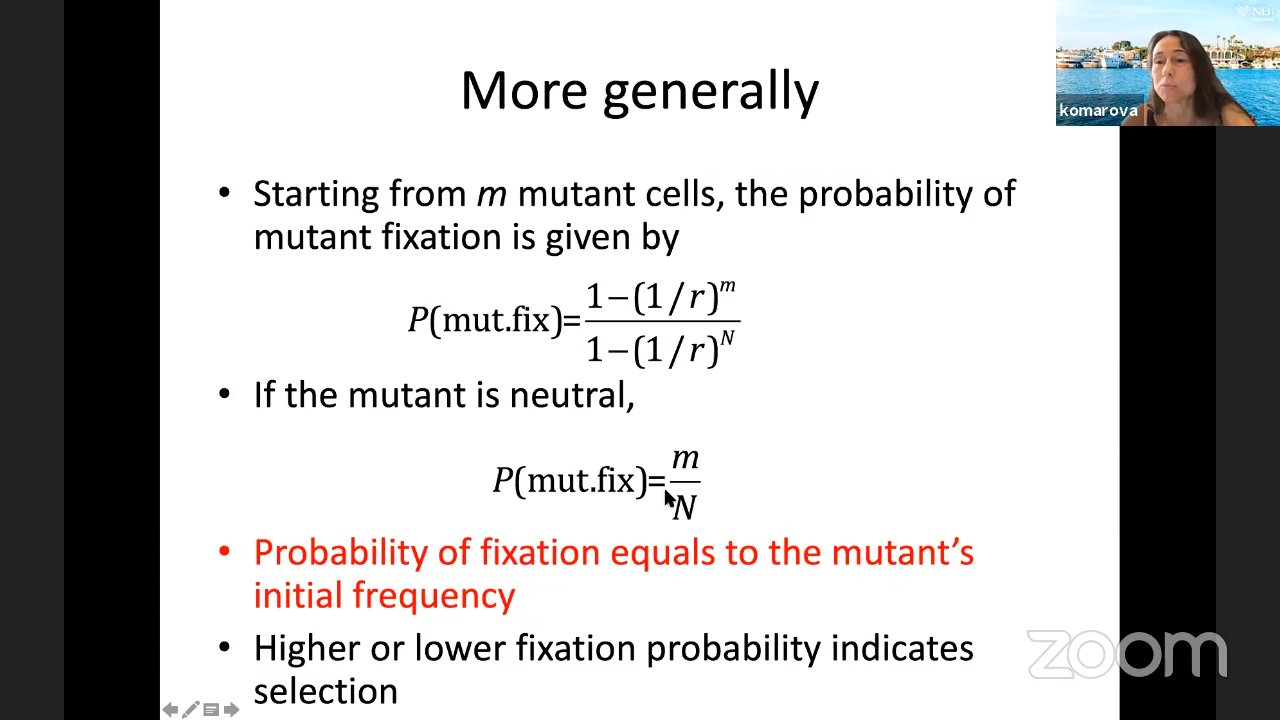 More generally
• Starting from m mutant cells, the probability of
mutant fixation is given by
P(mut.fix)=
1−(1/r)^m
1−(1/r)^N
• If the mutant is neutral,
P(mut.fix)=
m
N
• Probability of fixation equals to the mutant’s
initial frequency
• Higher or lower fixation probability indicates
selection
komarova
zoom